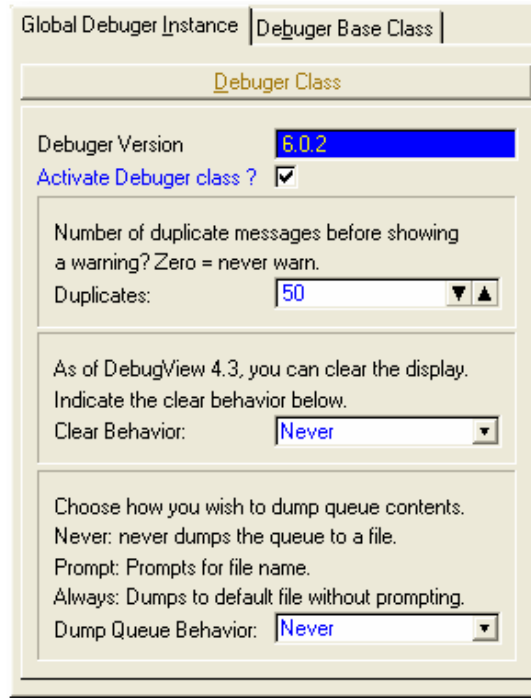 Global Debuger Instance
Debuger Base Class
Debuger Class
Debuger Version 6.0.2
Activate Debuger class ?
Number of duplicate messages before showing
a warning? Zero = never warn.
Duplicates: 50
As of DebugView 4.3, you can clear the display.
Indicate the clear behavior below.
Clear Behavior: Never
Choose how you wish to dump queue contents.
Never: never dumps the queue to a file.
Prompt: Prompts for file name.
Always: Dumps to default file without prompting.
Dump Queue Behavior: Never